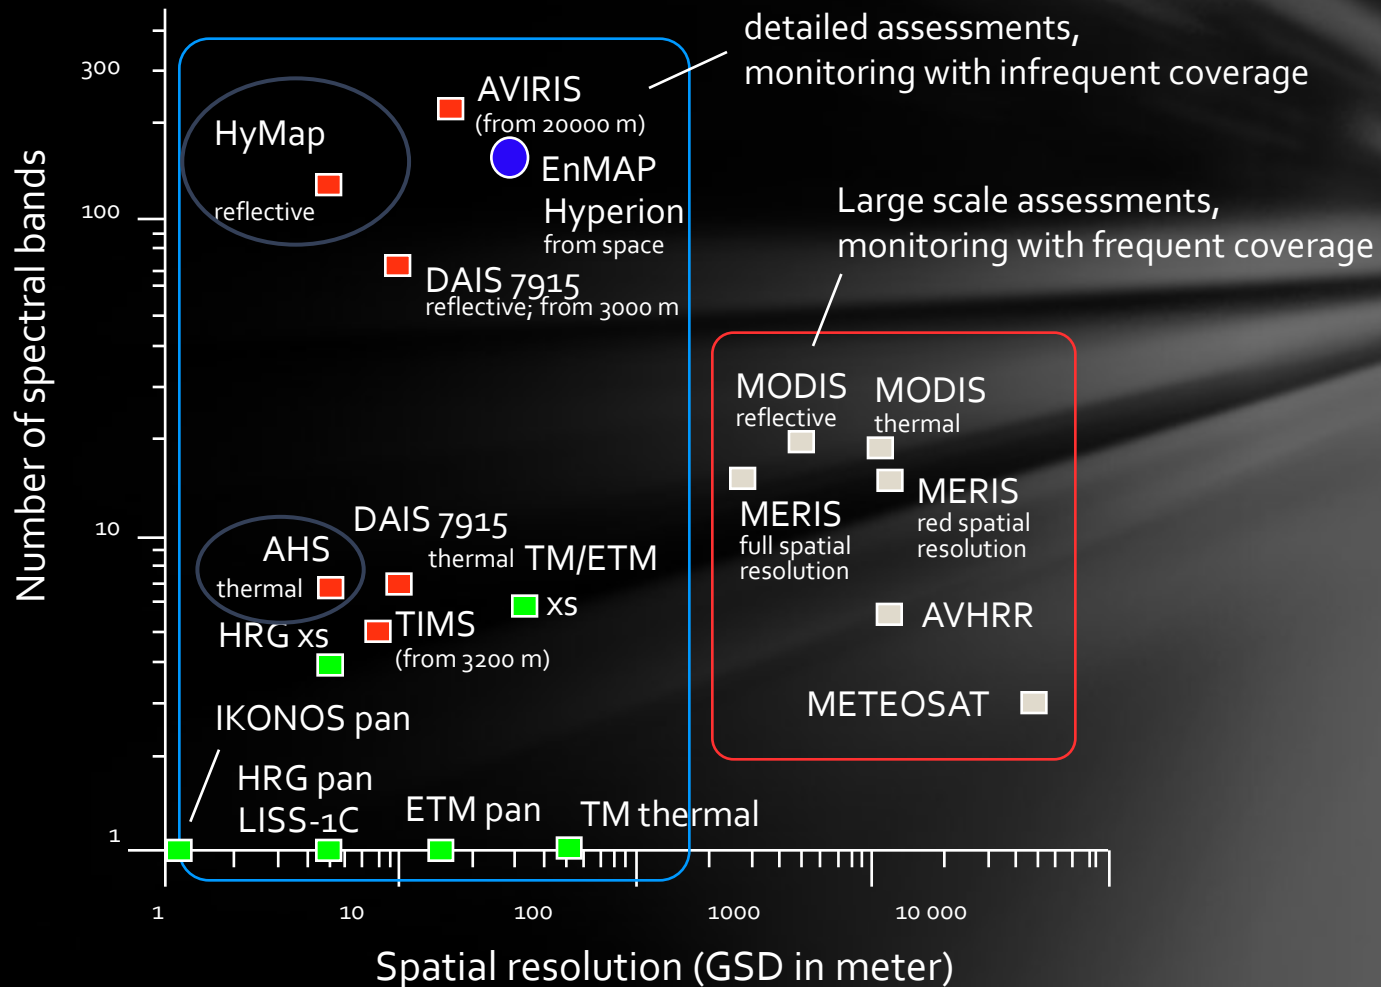 detailed assessments,
monitoring with infrequent coverage
300
AVIRIS
(from 20000 m)
HyMap
reflective
EnMAP
Hyperion
from space
Large scale assessments,
monitoring with frequent coverage
100
DAIS 7915
reflective; from 3000 m
Number of spectral bands
MODIS
reflective
MODIS
thermal
MERIS
full spatial
resolution
MERIS
red spatial
resolution
10
DAIS 7915
thermal
TM/ETM
xs
AHS
thermal
HRG xs
TIMS
(from 3200 m)
AVHRR
METEOSAT
IKONOS pan
HRG pan
LISS-1C
ETM pan
TM thermal
1
1
10
100
1000
10 000
Spatial resolution (GSD in meter)